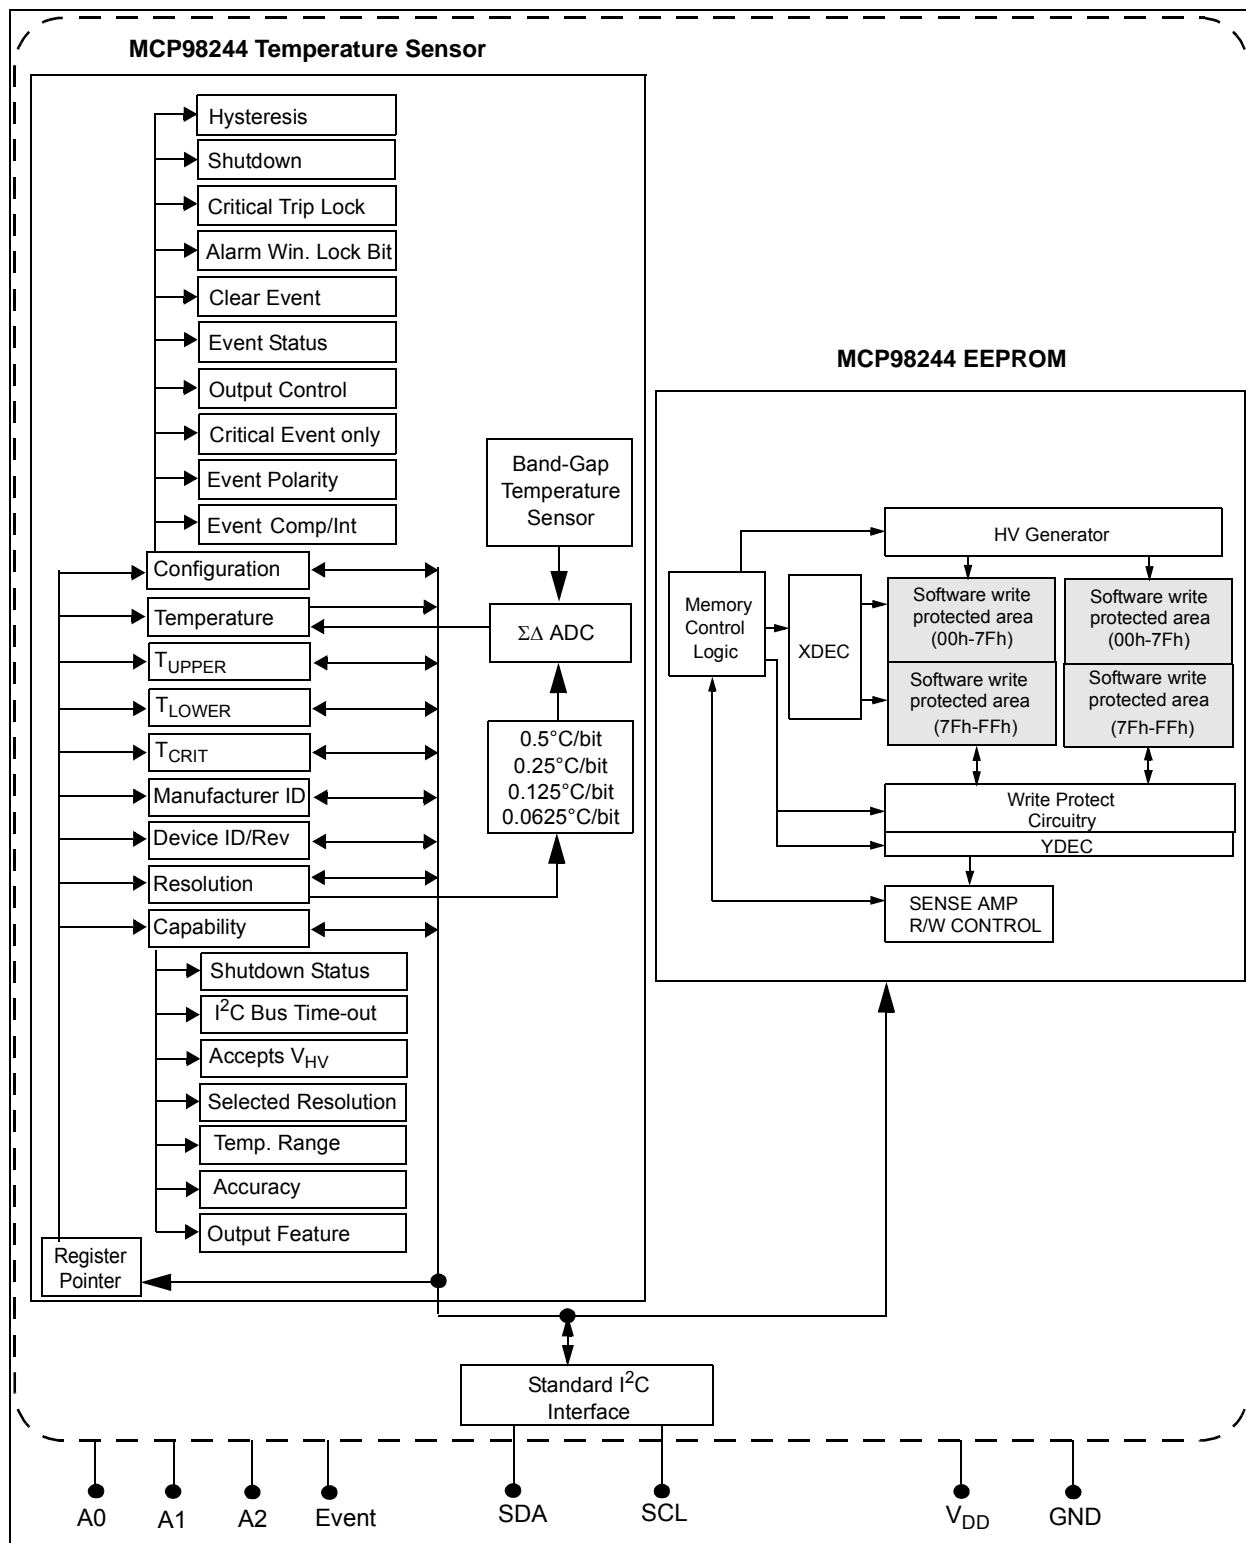 MCP98244 Temperature Sensor
Hysteresis
Shutdown
Critical Trip Lock
Alarm Win. Lock Bit
Clear Event
Event Status
Output Control
Critical Event only
Event Polarity
Event Comp/Int
Configuration
Temperature
T_UPPER
T_LOWER
T_CRIT
Manufacturer ID
Device ID/Rev
Resolution
Capability
Shutdown Status
I²C Bus Time-out
Accepts V_HV
Selected Resolution
Temp. Range
Accuracy
Output Feature
Register
Pointer
Band-Gap
Temperature
Sensor
ΣΔ ADC
0.5°C/bit
0.25°C/bit
0.125°C/bit
0.0625°C/bit
MCP98244 EEPROM
HV Generator
Memory
Control
Logic
XDEC
Software write
protected area
(00h-7Fh)
Software write
protected area
(00h-7Fh)
Software write
protected area
(7Fh-FFh)
Software write
protected area
(7Fh-FFh)
Write Protect
Circuitry
YDEC
SENSE AMP
R/W CONTROL
Standard I²C
Interface
A0
A1
A2
Event
SDA
SCL
V_DD
GND